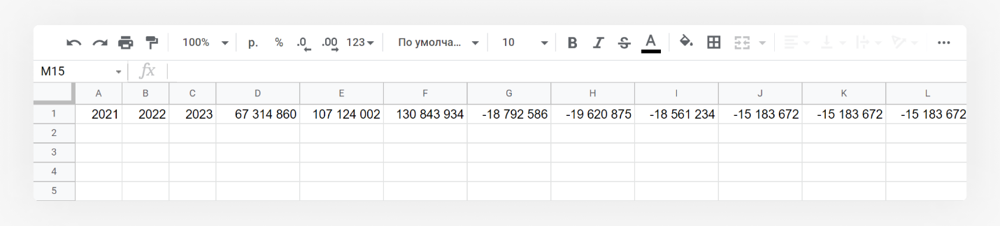 100% р. % .0 .00 123 По умолча... 10 B I S A ...
M15 fx
A B C D E F G H I J K L
1 2021 2022 2023 67 314 860 107 124 002 130 843 934 -18 792 586 -19 620 875 -18 561 234 -15 183 672 -15 183 672 -15 183 672
2
3
4
5